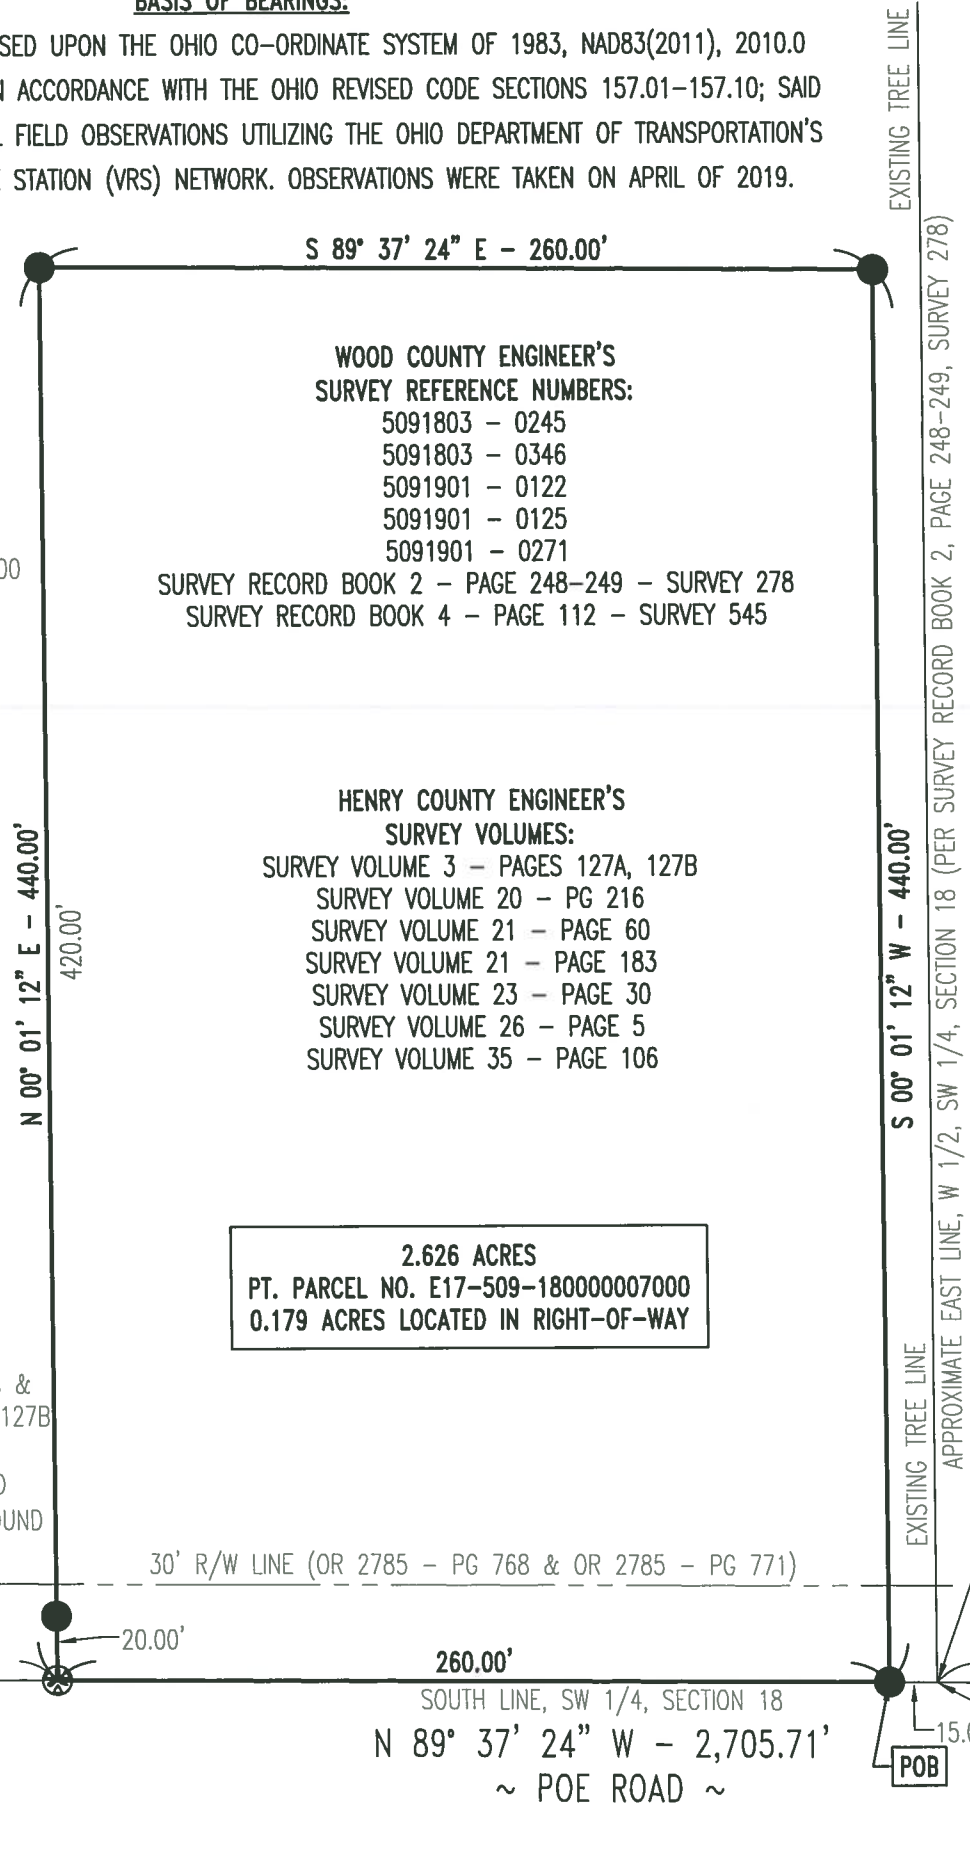 BASIS OF BEARINGS:
SED UPON THE OHIO CO-ORDINATE SYSTEM OF 1983, NAD83(2011), 2010.0
ACCORDANCE WITH THE OHIO REVISED CODE SECTIONS 157.01-157.10; SAID
FIELD OBSERVATIONS UTILIZING THE OHIO DEPARTMENT OF TRANSPORTATION'S
STATION (VRS) NETWORK. OBSERVATIONS WERE TAKEN ON APRIL OF 2019.
EXISTING TREE LINE
S 89° 37' 24" E - 260.00'
WOOD COUNTY ENGINEER'S
SURVEY REFERENCE NUMBERS:
5091803 - 0245
5091803 - 0346
5091901 - 0122
5091901 - 0125
5091901 - 0271
SURVEY RECORD BOOK 2 - PAGE 248-249 - SURVEY 278
SURVEY RECORD BOOK 4 - PAGE 112 - SURVEY 545
00
HENRY COUNTY ENGINEER'S
SURVEY VOLUMES:
SURVEY VOLUME 3 - PAGES 127A, 127B
SURVEY VOLUME 20 - PG 216
SURVEY VOLUME 21 - PAGE 60
SURVEY VOLUME 21 - PAGE 183
SURVEY VOLUME 23 - PAGE 30
SURVEY VOLUME 26 - PAGE 5
SURVEY VOLUME 35 - PAGE 106
N 00° 01' 12" E - 440.00'
420.00'
S 00° 01' 12" W - 440.00'
APPROXIMATE EAST LINE, W 1/2, SW 1/4, SECTION 18 (PER SURVEY RECORD BOOK 2, PAGE 248-249, SURVEY 278)
2.626 ACRES
PT. PARCEL NO. E17-509-180000007000
0.179 ACRES LOCATED IN RIGHT-OF-WAY
&
127B
OUND
EXISTING TREE LINE
30' R/W LINE (OR 2785 - PG 768 & OR 2785 - PG 771)
20.00'
260.00'
SOUTH LINE, SW 1/4, SECTION 18
N 89° 37' 24" W - 2,705.71'
~ POE ROAD ~
15.
POB